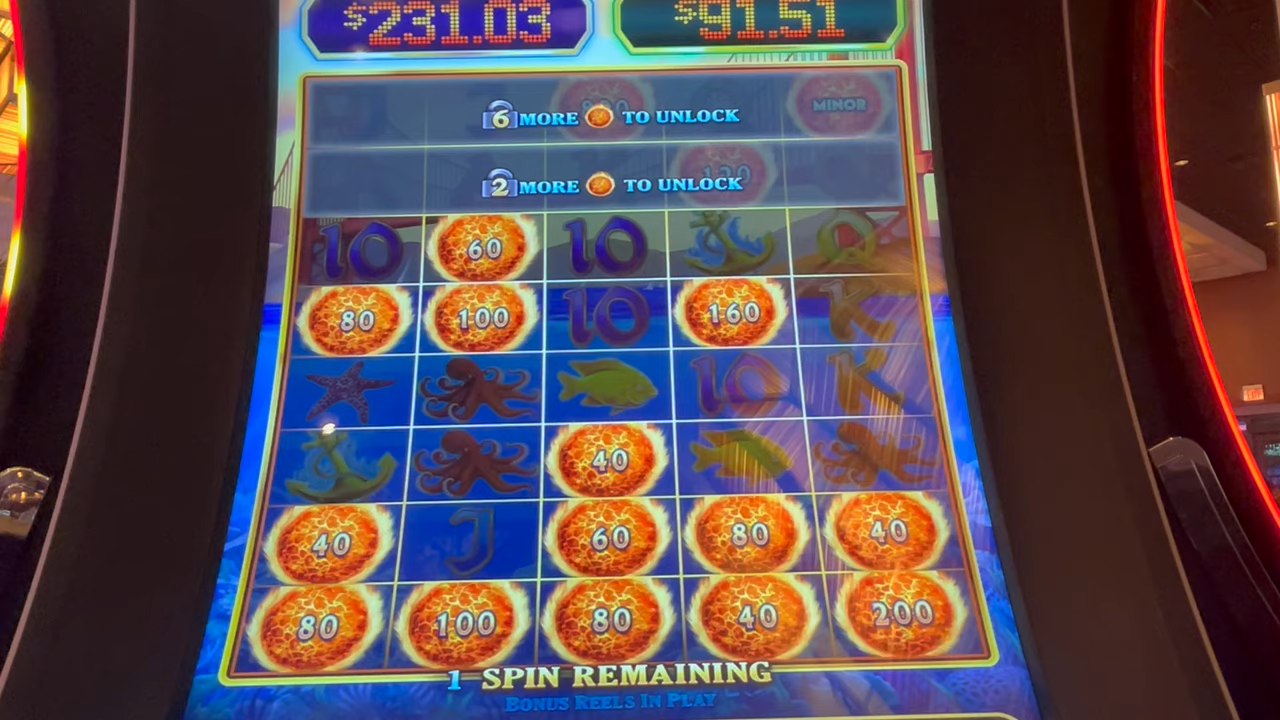 $231.03 $91.51
6 MORE TO UNLOCK MINOR
2 MORE TO UNLOCK
10 60 10 Q
80 100 10 160 K
10 K
40
40 J 60 80 40
80 100 80 40 200
1 SPIN REMAINING
BONUS REELS IN PLAY